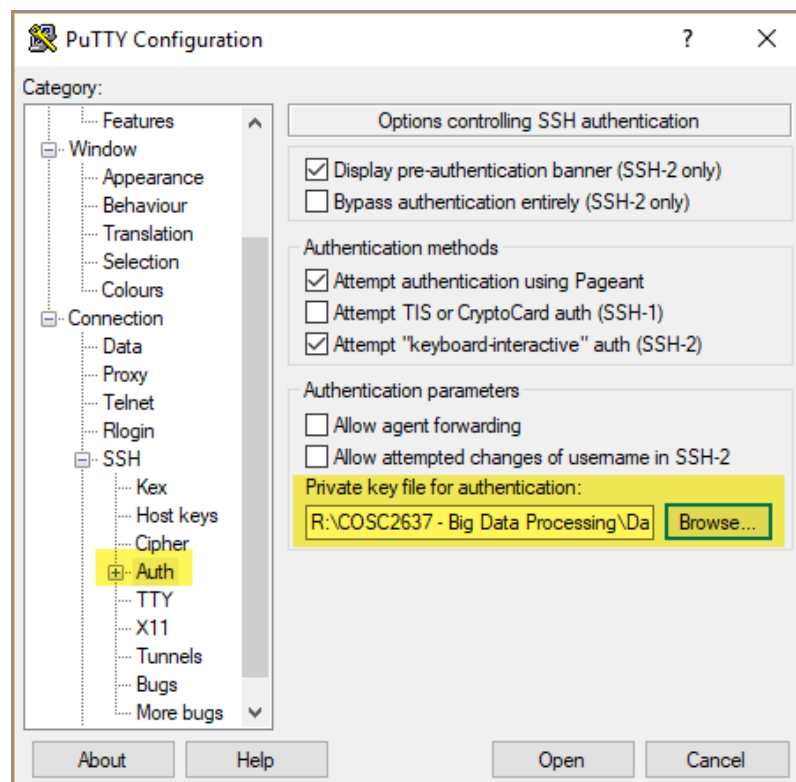 PuTTY Configuration
?
Category:
Features
Window
Appearance
Behaviour
Translation
Selection
Colours
Connection
Data
Proxy
Telnet
Rlogin
SSH
Kex
Host keys
Cipher
Auth
TTY
X11
Tunnels
Bugs
More bugs
Options controlling SSH authentication
Display pre-authentication banner (SSH-2 only)
Bypass authentication entirely (SSH-2 only)
Authentication methods
Attempt authentication using Pageant
Attempt TIS or CryptoCard auth (SSH-1)
Attempt "keyboard-interactive" auth (SSH-2)
Authentication parameters
Allow agent forwarding
Allow attempted changes of username in SSH-2
Private key file for authentication:
R:\COSC2637 - Big Data Processing\Da Browse...
About Help Open Cancel